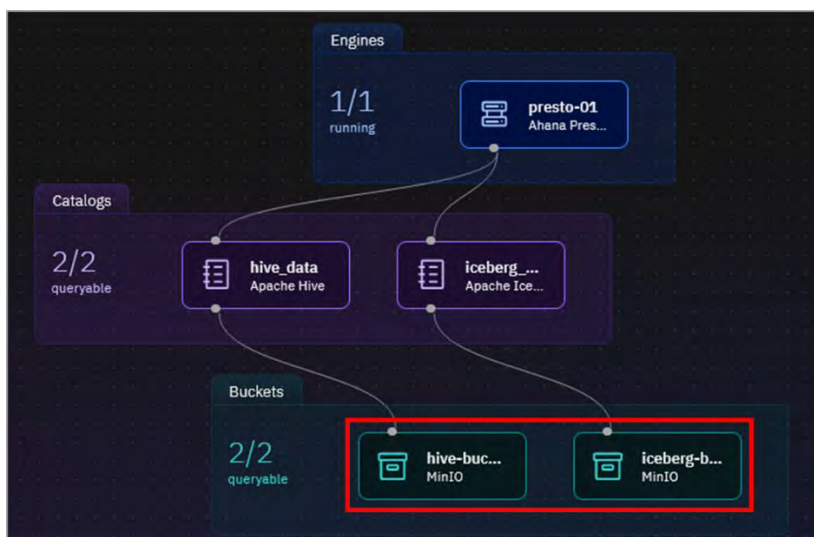 Engines
1/1
running
presto-01
Ahana Pres...
Catalogs
2/2
queryable
hive_data
Apache Hive
iceberg_...
Apache Ice...
Buckets
2/2
queryable
hive-buc...
MinIO
iceberg-b...
MinIO